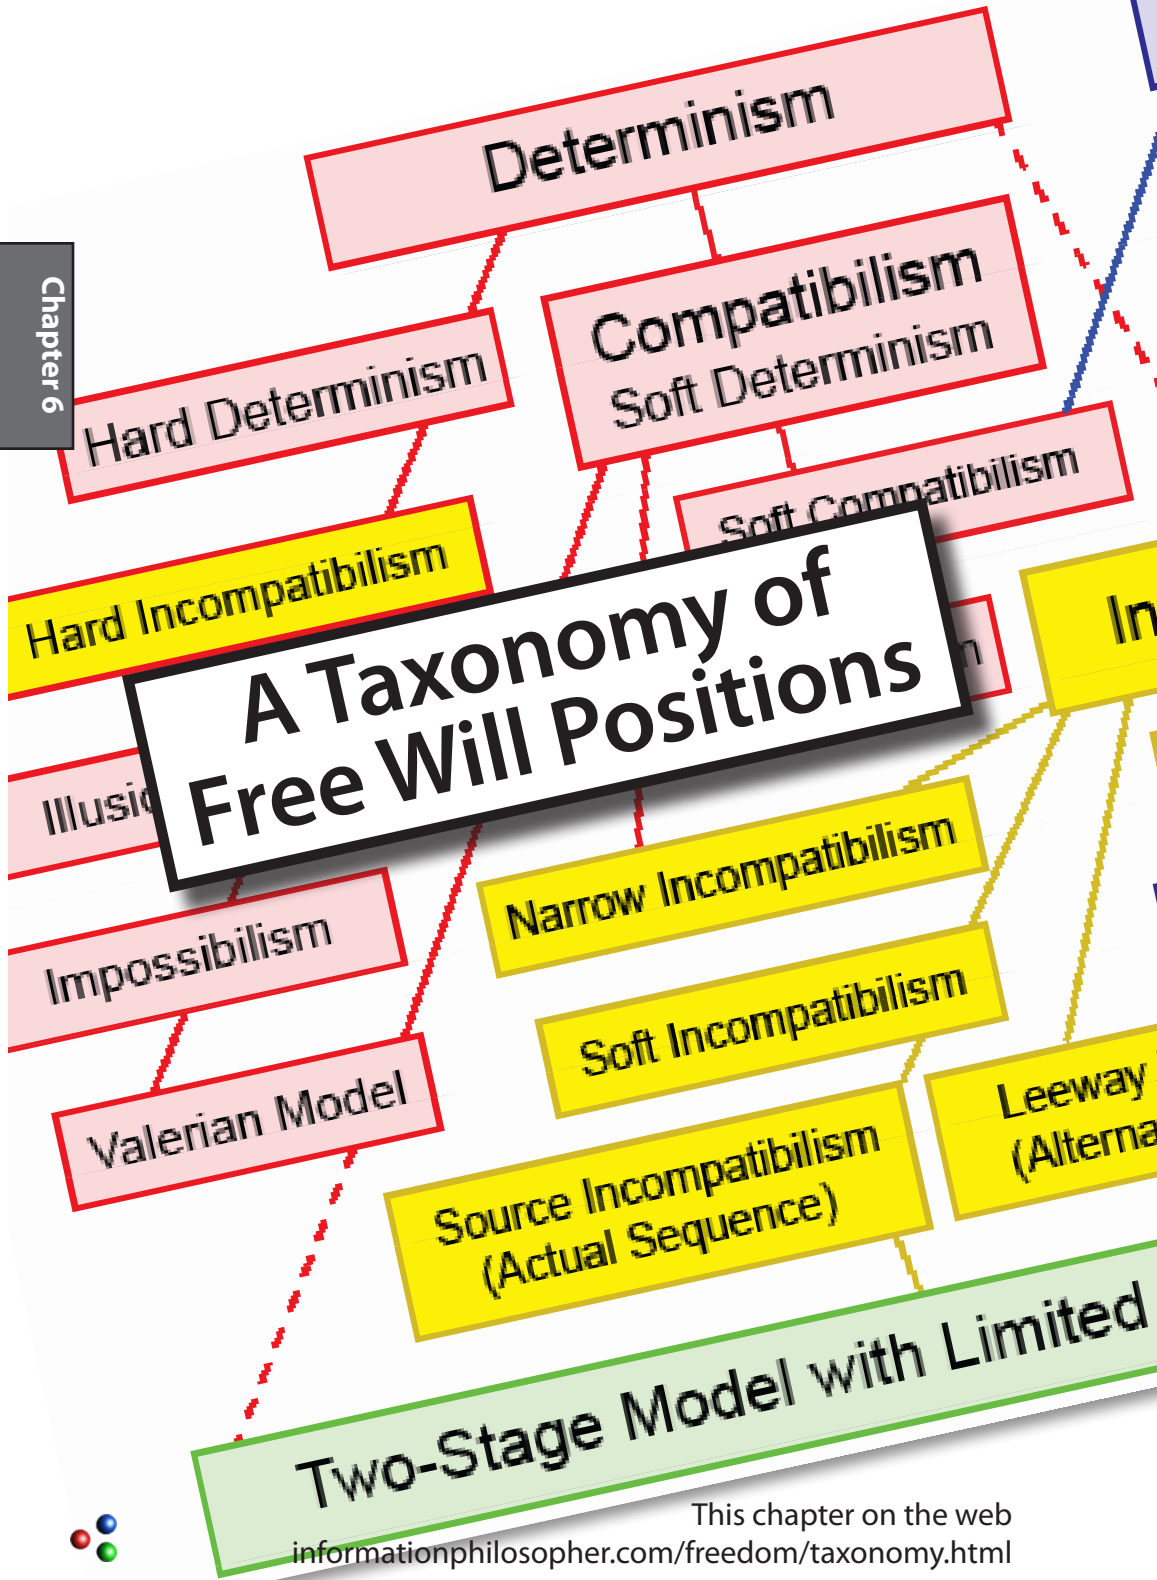 Determinism
Compatibilism
Soft Determinism
Chapter 6
Hard Determinism
Soft Compatibilism
Hard Incompatibilism
A Taxonomy of
Free Will Positions
Impossibilism
Narrow Incompatibilism
Soft Incompatibilism
Valerian Model
Leeway
Source Incompatibilism
(Actual Sequence)
Two-Stage Model with Limited
This chapter on the web
informationphilosopher.com/freedom/taxonomy.html